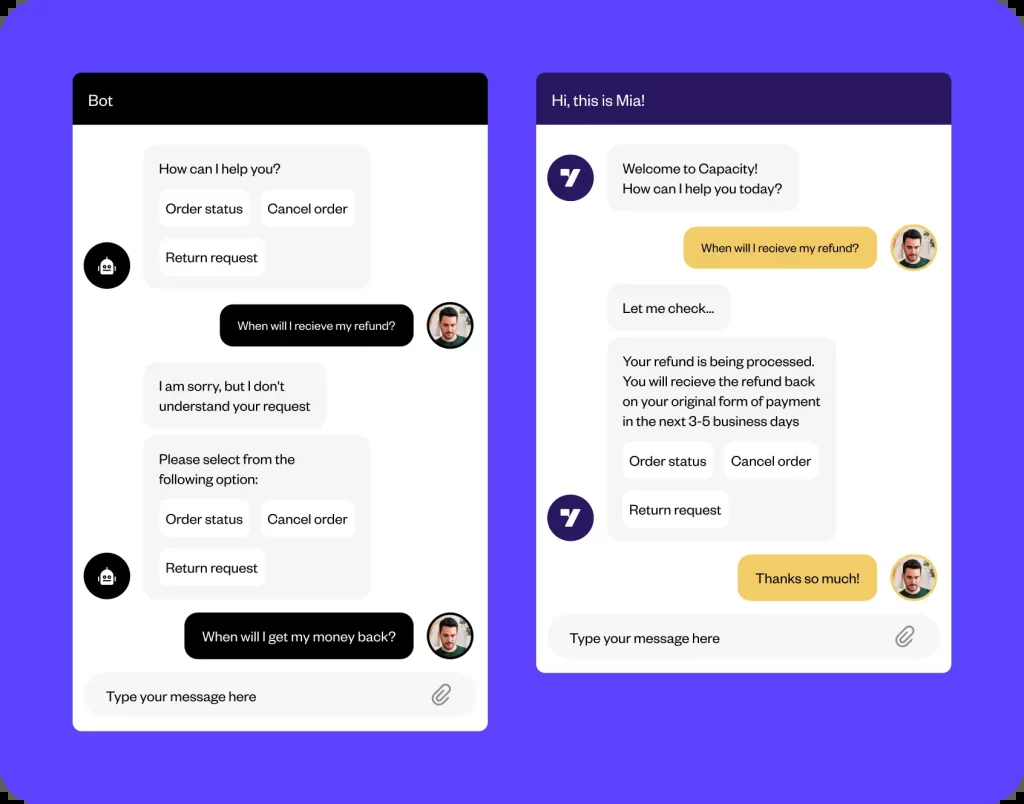 Bot
How can I help you?
Order status
Cancel order
Return request
When will I recieve my refund?
I am sorry, but I don't
understand your request
Please select from the
following option:
Order status
Cancel order
Return request
When will I get my money back?
Type your message here
Hi, this is Mia!
Welcome to Capacity!
How can I help you today?
When will I recieve my refund?
Let me check...
Your refund is being processed.
You will recieve the refund back
on your original form of payment
in the next 3-5 business days
Order status
Cancel order
Return request
Thanks so much!
Type your message here